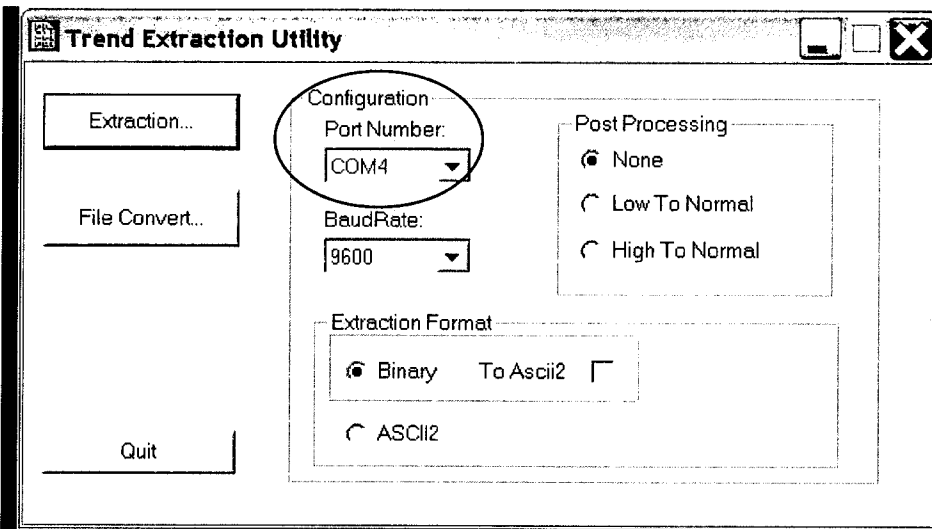 Trend Extraction Utility
Extraction...
File Convert...
Quit
Configuration
Port Number:
COM4
BaudRate:
9600
Post Processing
None
Low To Normal
High To Normal
Extraction Format
Binary To Ascii2
ASCII2